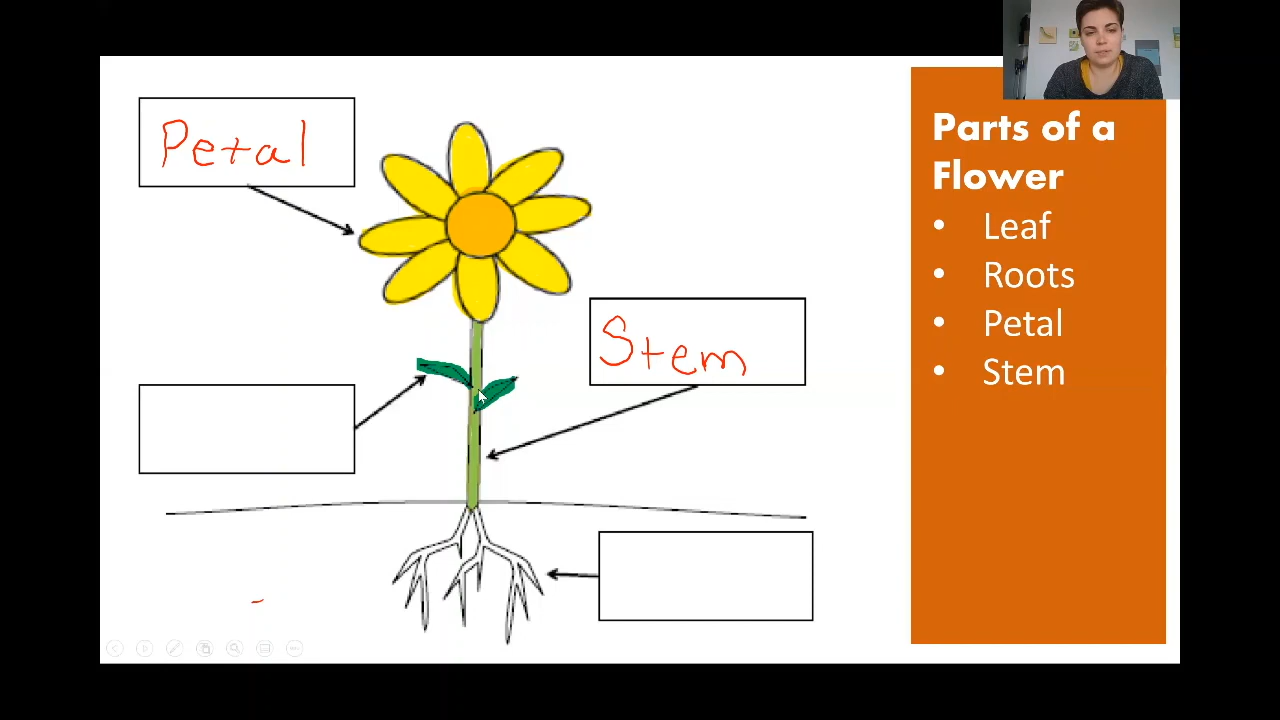 Petal
Stem
Parts of a
Flower
• Leaf
• Roots
• Petal
• Stem